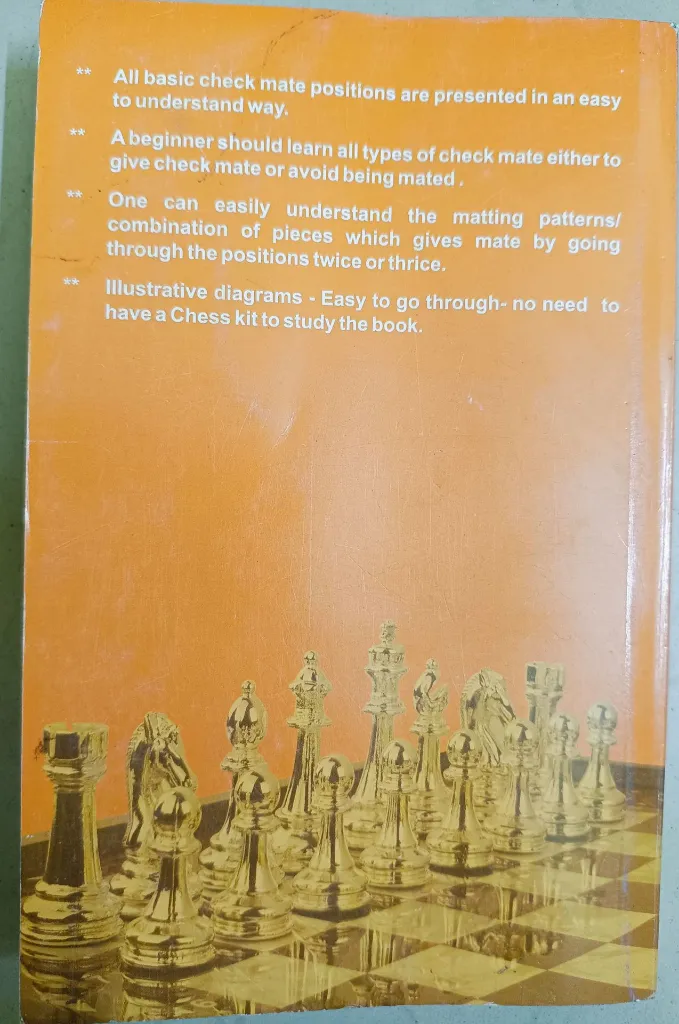 ** All basic check mate positions are presented in an easy
to understand way.
** A beginner should learn all types of check mate either to
give check mate or avoid being mated .
** One can easily understand the matting patterns/
combination of pieces which gives mate by going
through the positions twice or thrice.
** Illustrative diagrams - Easy to go through- no need to
have a Chess kit to study the book.